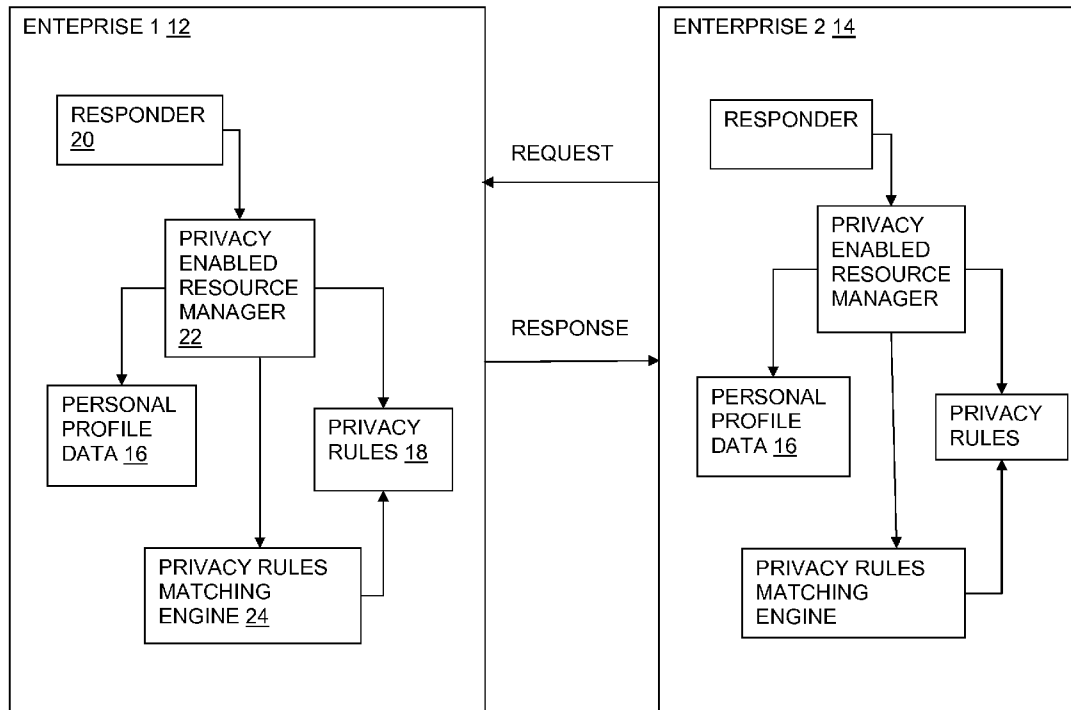 ENTEPRISE 1 12
RESPONDER
20
PRIVACY
ENABLED
RESOURCE
MANAGER
22
PERSONAL
PROFILE
DATA 16
PRIVACY
RULES 18
PRIVACY RULES
MATCHING
ENGINE 24
REQUEST
RESPONSE
ENTERPRISE 2 14
RESPONDER
PRIVACY
ENABLED
RESOURCE
MANAGER
PERSONAL
PROFILE
DATA 16
PRIVACY
RULES
PRIVACY RULES
MATCHING
ENGINE